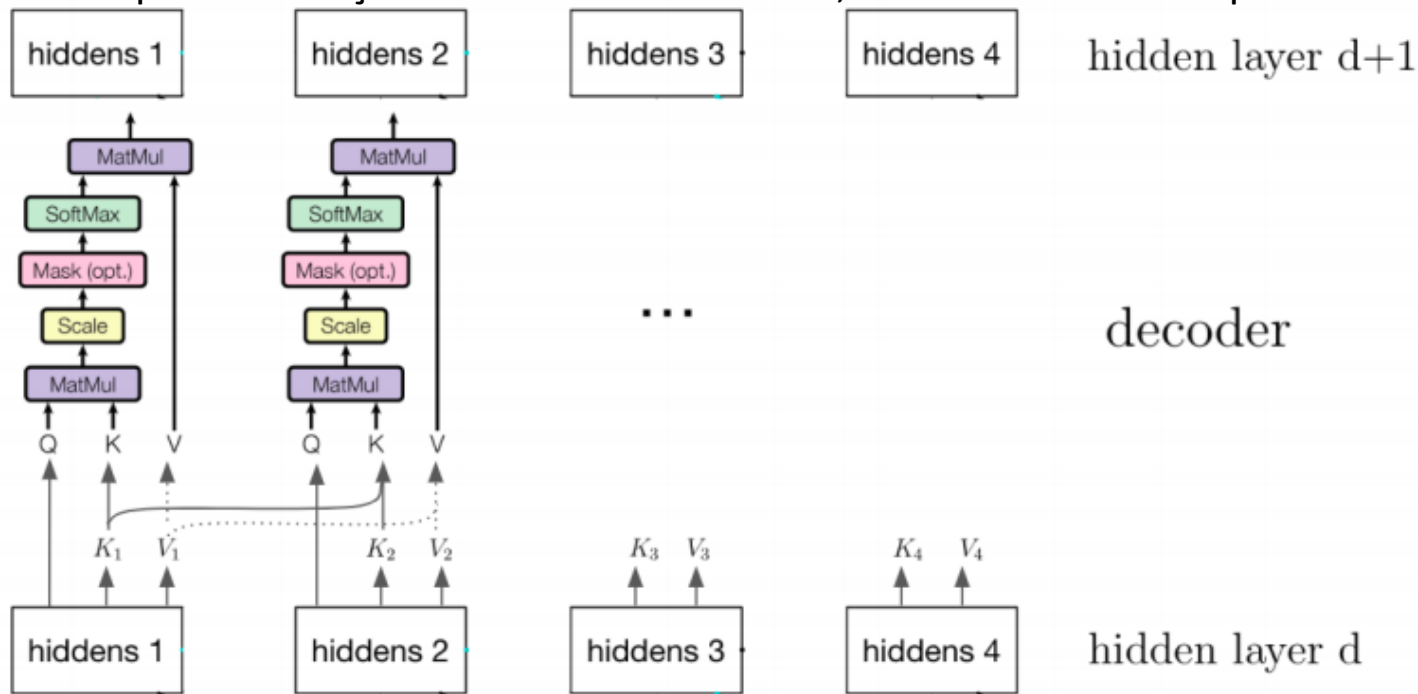 hiddens 1 hiddens 2 hiddens 3 hiddens 4 hidden layer d+1
MatMul MatMul
SoftMax SoftMax
Mask (opt.) Mask (opt.)
Scale Scale
... decoder
MatMul MatMul
Q K V Q K V
K₁ V₁ K₂ V₂ K₃ V₃ K₄ V₄
hiddens 1 hiddens 2 hiddens 3 hiddens 4 hidden layer d